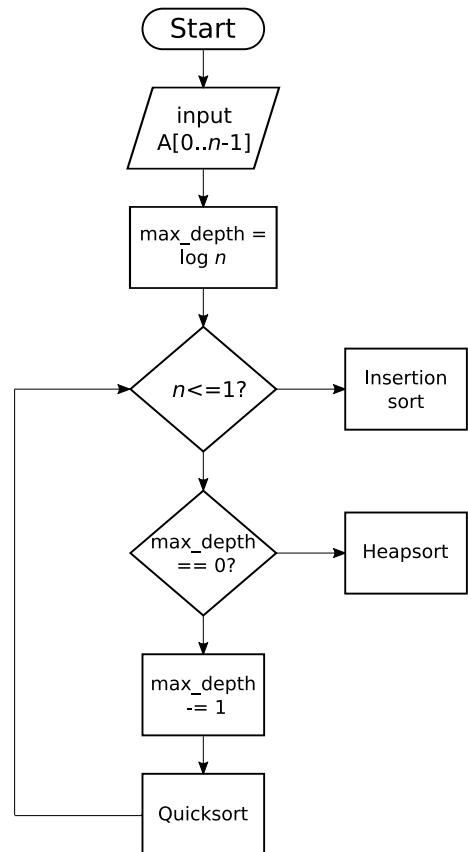 Start
input
A[0..n-1]
max_depth =
log n
n<=1?
Insertion
sort
max_depth
== 0?
Heapsort
max_depth
-= 1
Quicksort